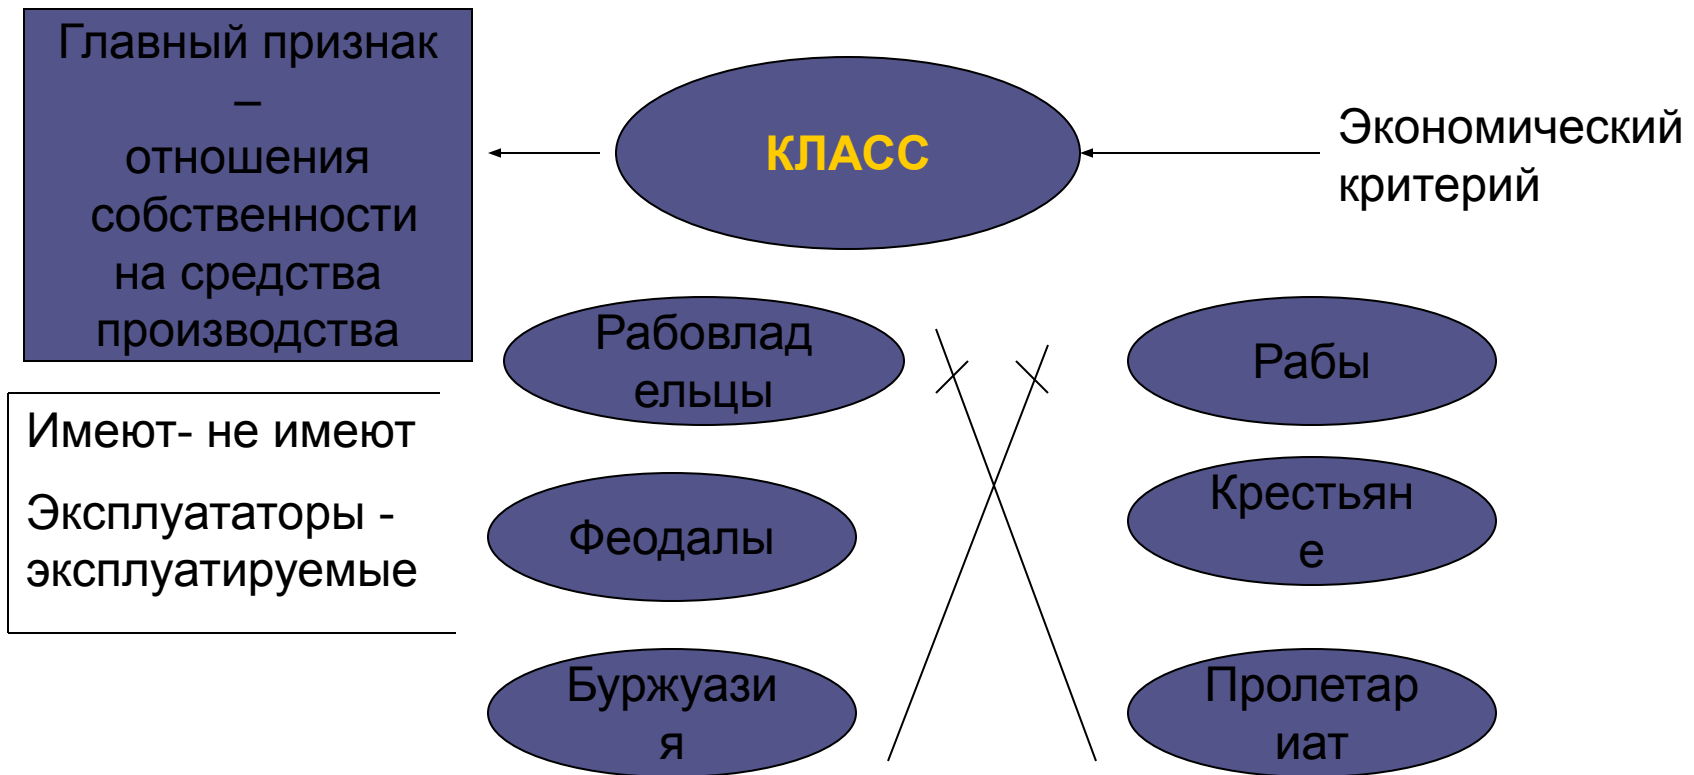 Главный признак
–
отношения
собственности
на средства
производства
КЛАСС
Экономический
критерий
Имеют- не имеют
Эксплуататоры -
эксплуатируемые
Рабовлад
ельцы
Рабы
Феодалы
Крестьян
е
Буржуази
я
Пролетар
иат